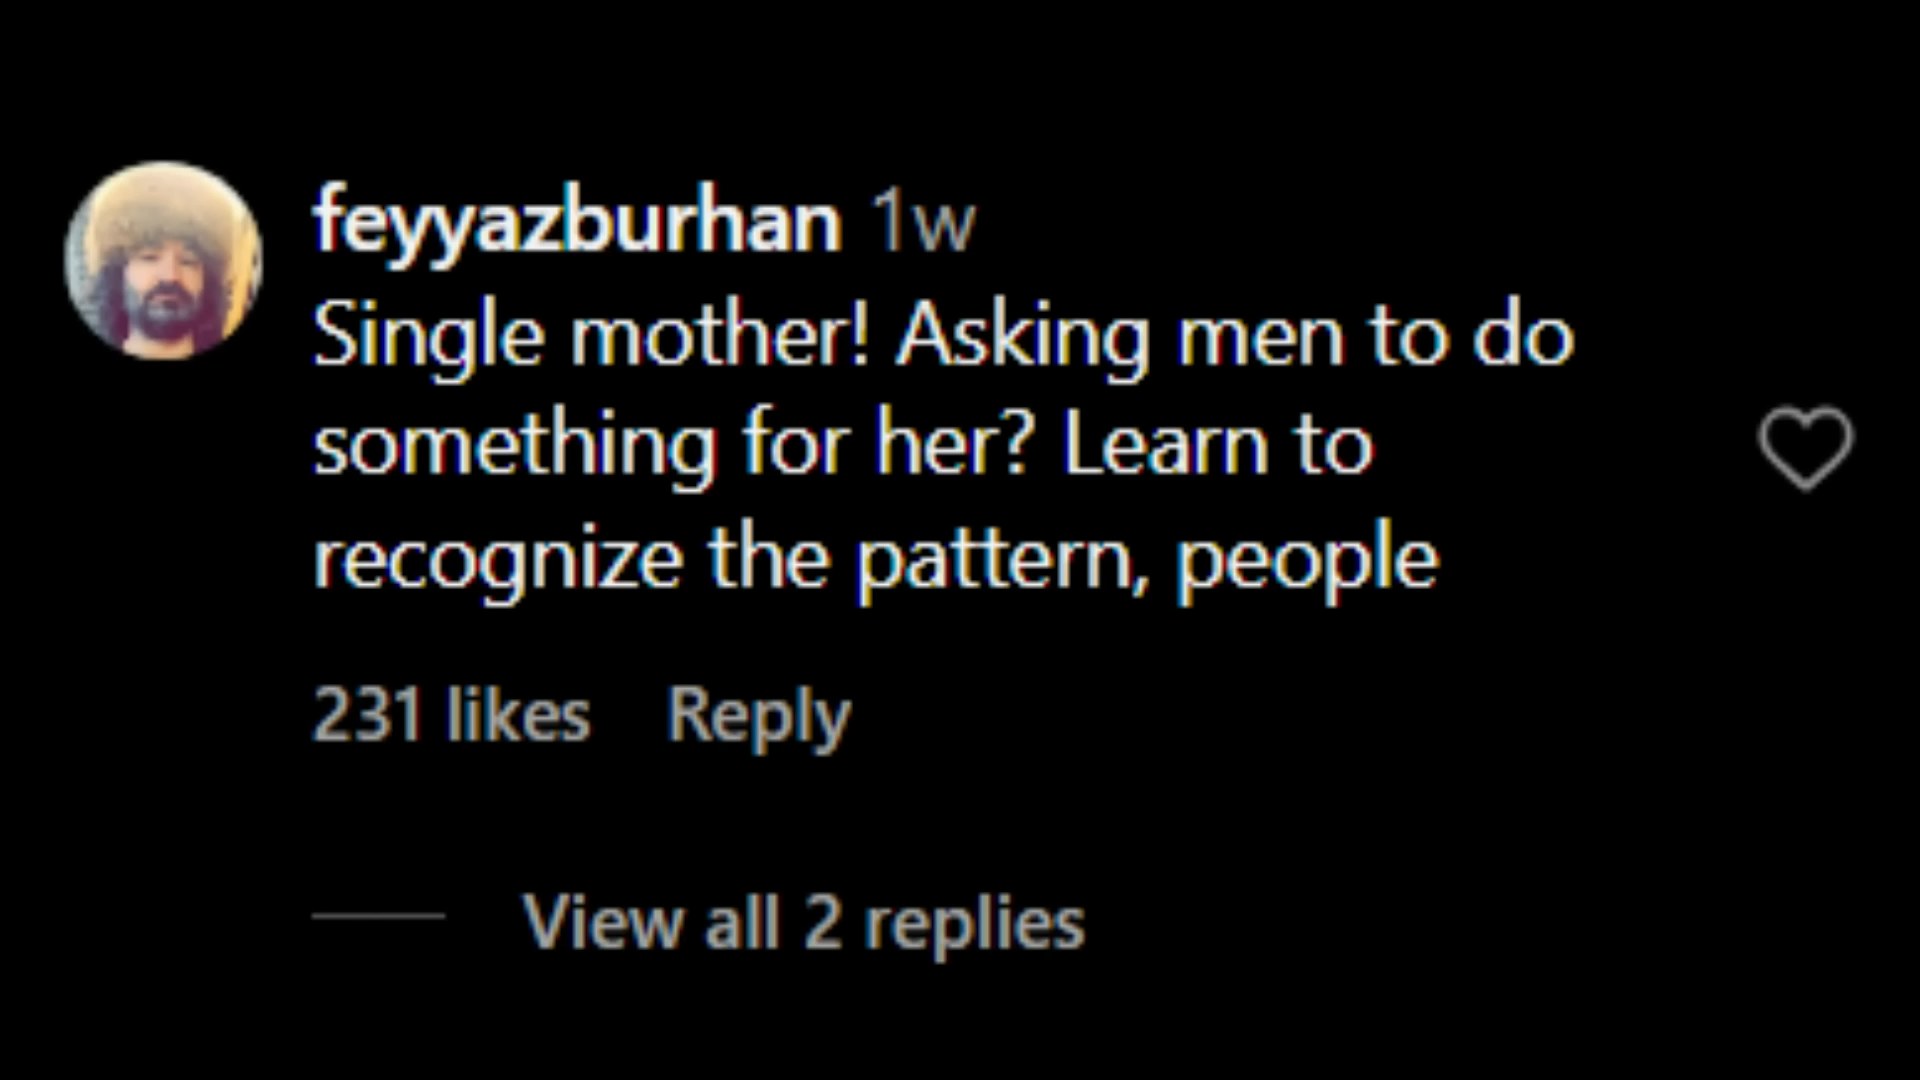 feyyazburhan 1w
Single mother! Asking men to do
something for her? Learn to
recognize the pattern, people
231 likes Reply
View all 2 replies